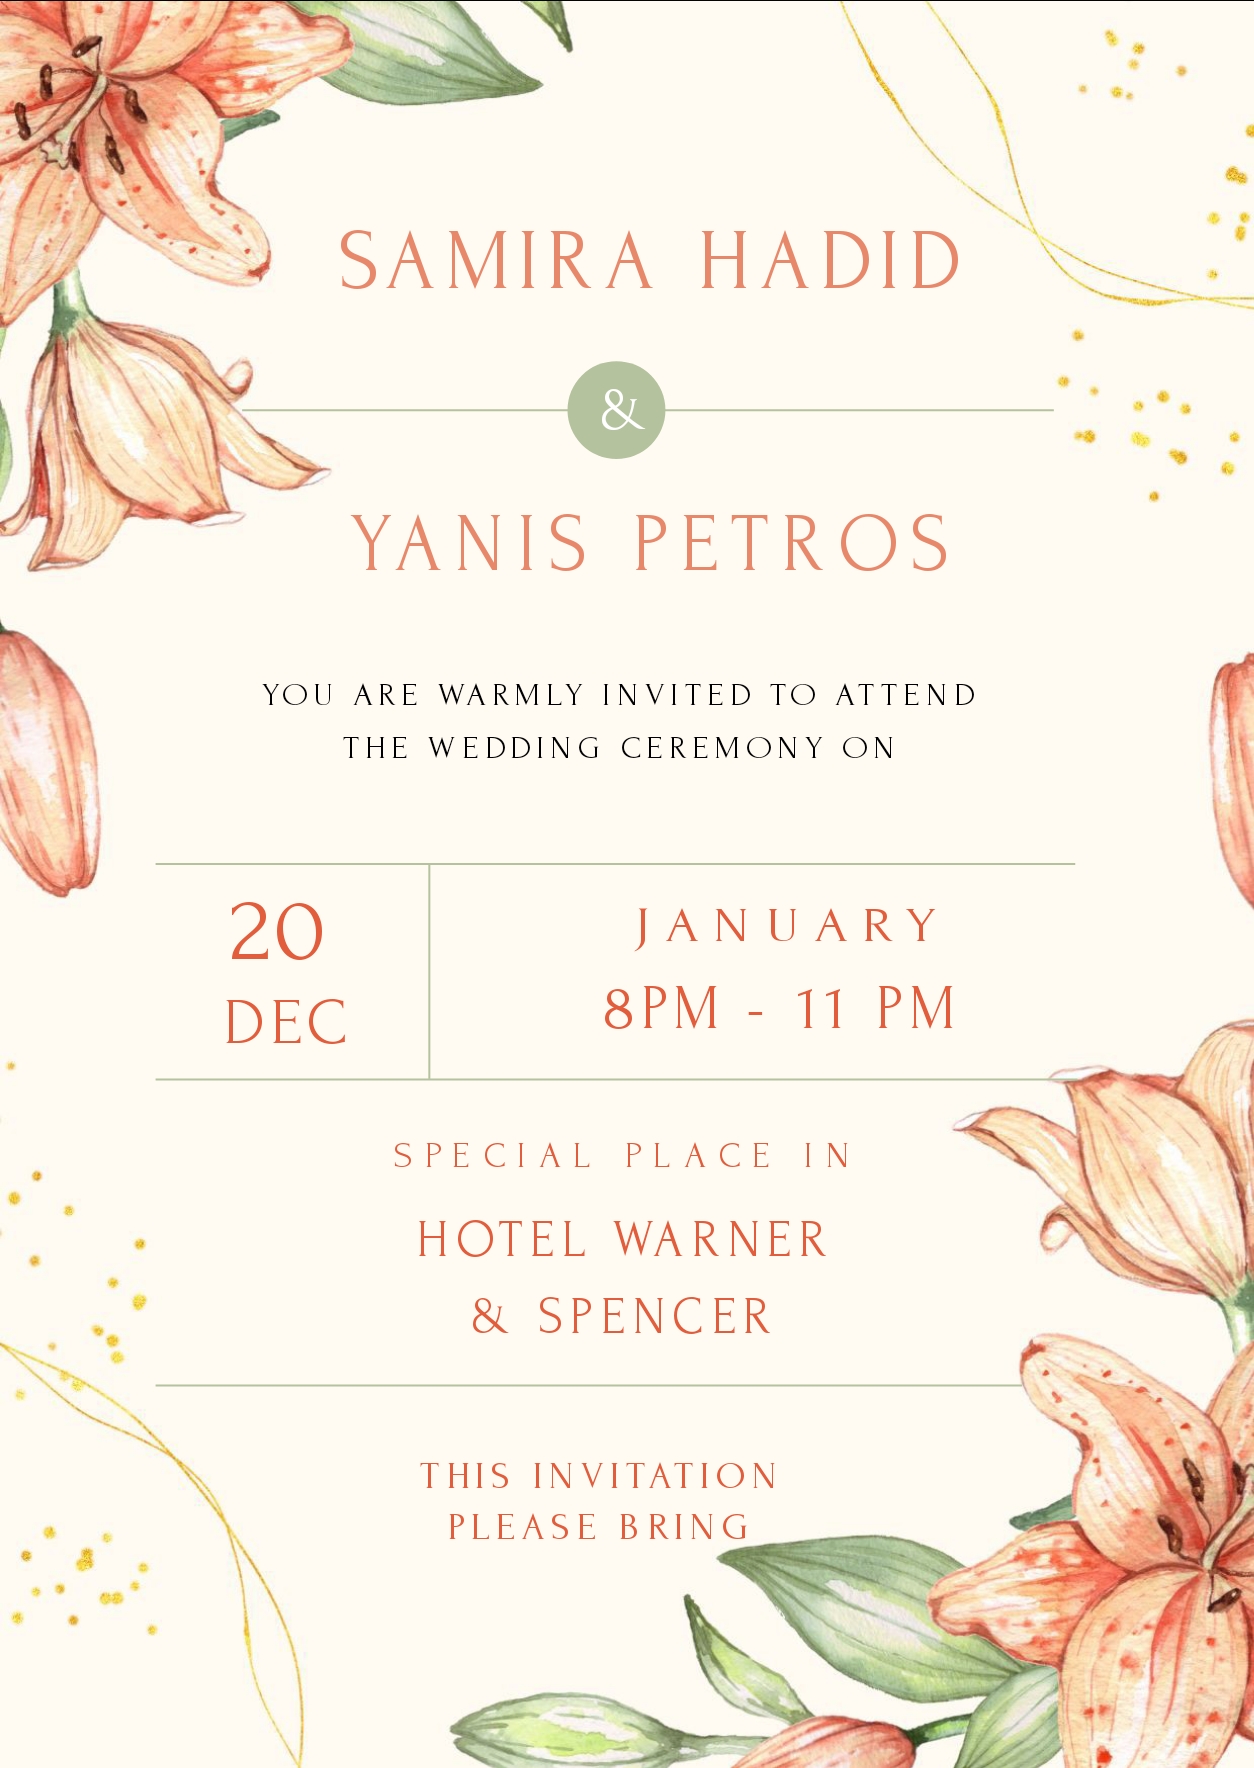 SAMIRA HADID
&
YANIS PETROS
YOU ARE WARMLY INVITED TO ATTEND
THE WEDDING CEREMONY ON
20
DEC
JANUARY
8PM - 11 PM
SPECIAL PLACE IN
HOTEL WARNER
& SPENCER
THIS INVITATION
PLEASE BRING